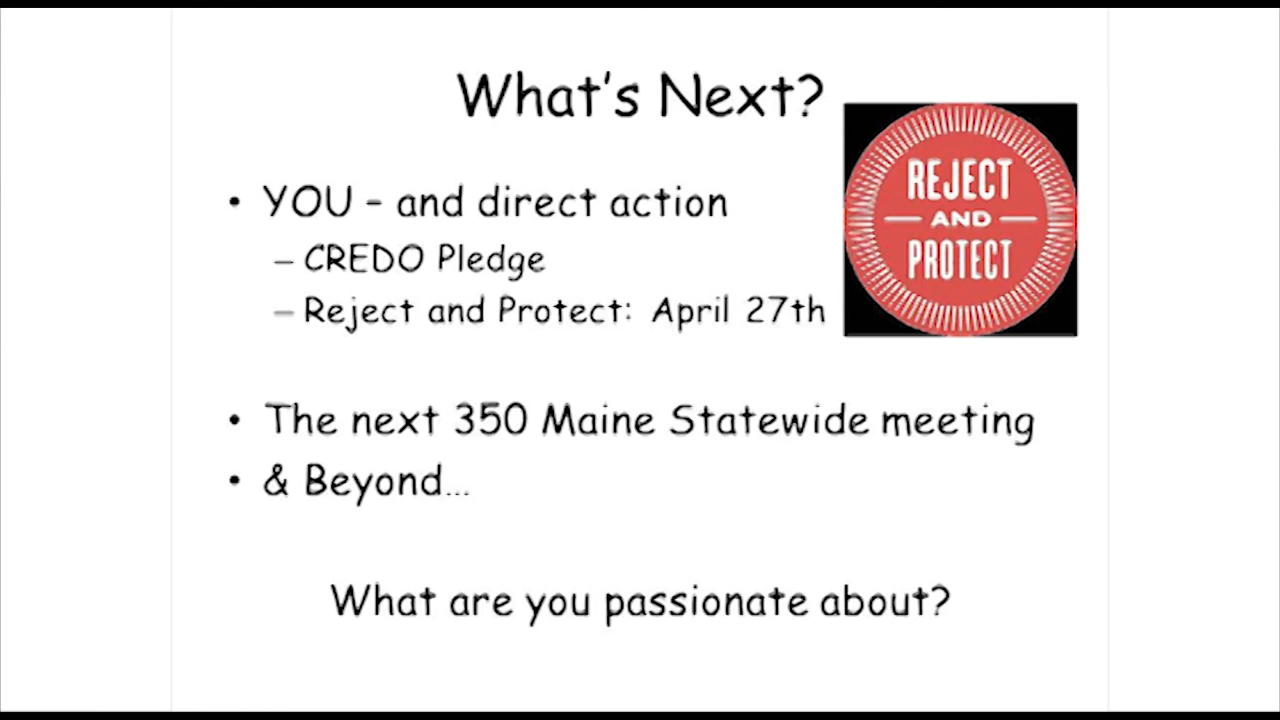 What's Next?
• YOU – and direct action
– CREDO Pledge
– Reject and Protect: April 27th
REJECT
AND
PROTECT
• The next 350 Maine Statewide meeting
• & Beyond…
What are you passionate about?